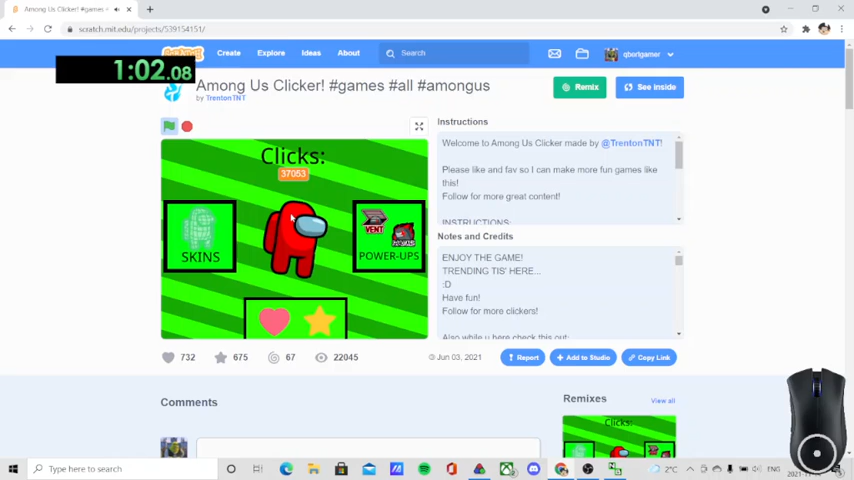 Among Us Clicker! #games
scratch.mit.edu/projects/539154151/
1:02.08
SCRATCH
Create
Explore
Ideas
About
Search
qborigamer
Among Us Clicker! #games #all #amongus
by TrentonTNT
Remix
See inside
Instructions
Welcome to Among Us Clicker made by @TrentonTNT!
Please like and fav so I can make more fun games like
this!
Follow for more great content!
INSTRUCTIONS:
Clicks:
37053
SKINS
VENT
POWER-UPS
Notes and Credits
ENJOY THE GAME!
TRENDING TIS' HERE...
:D
Have fun!
Follow for more clickers!
Also while u here check this out:
732
675
67
22045
© Jun 03, 2021
Report
Add to Studio
Copy Link
Comments
Remixes
View all
Clicks:
Type here to search
2°C
ENG